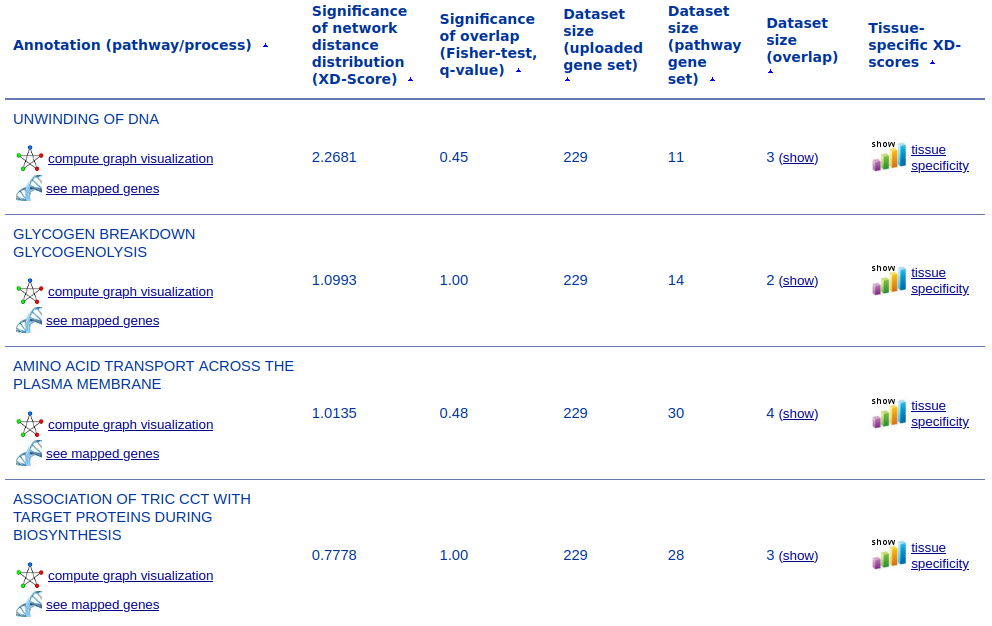 Annotation (pathway/process)
Significance
of network
distance
distribution
(XD-Score)
Significance
of overlap
(Fisher-test,
q-value)
Dataset
size
(uploaded
gene set)
Dataset
size
(pathway
gene
set)
Dataset
size
(overlap)
Tissue-
specific XD-
scores
UNWINDING OF DNA
compute graph visualization
see mapped genes
2.2681
0.45
229
11
3 (show)
show
tissue
specificity
GLYCOGEN BREAKDOWN
GLYCOGENOLYSIS
compute graph visualization
see mapped genes
1.0993
1.00
229
14
2 (show)
show
tissue
specificity
AMINO ACID TRANSPORT ACROSS THE
PLASMA MEMBRANE
compute graph visualization
see mapped genes
1.0135
0.48
229
30
4 (show)
show
tissue
specificity
ASSOCIATION OF TRIC CCT WITH
TARGET PROTEINS DURING
BIOSYNTHESIS
compute graph visualization
see mapped genes
0.7778
1.00
229
28
3 (show)
show
tissue
specificity